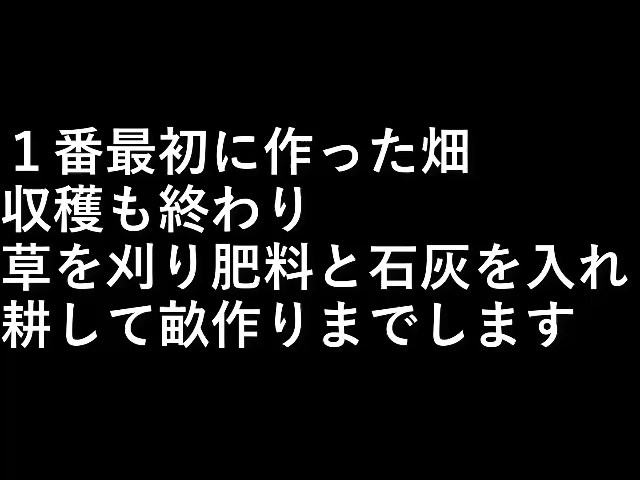 １番最初に作った畑
収穫も終わり
草を刈り肥料と石灰を入れ
耕して畝作りまでします